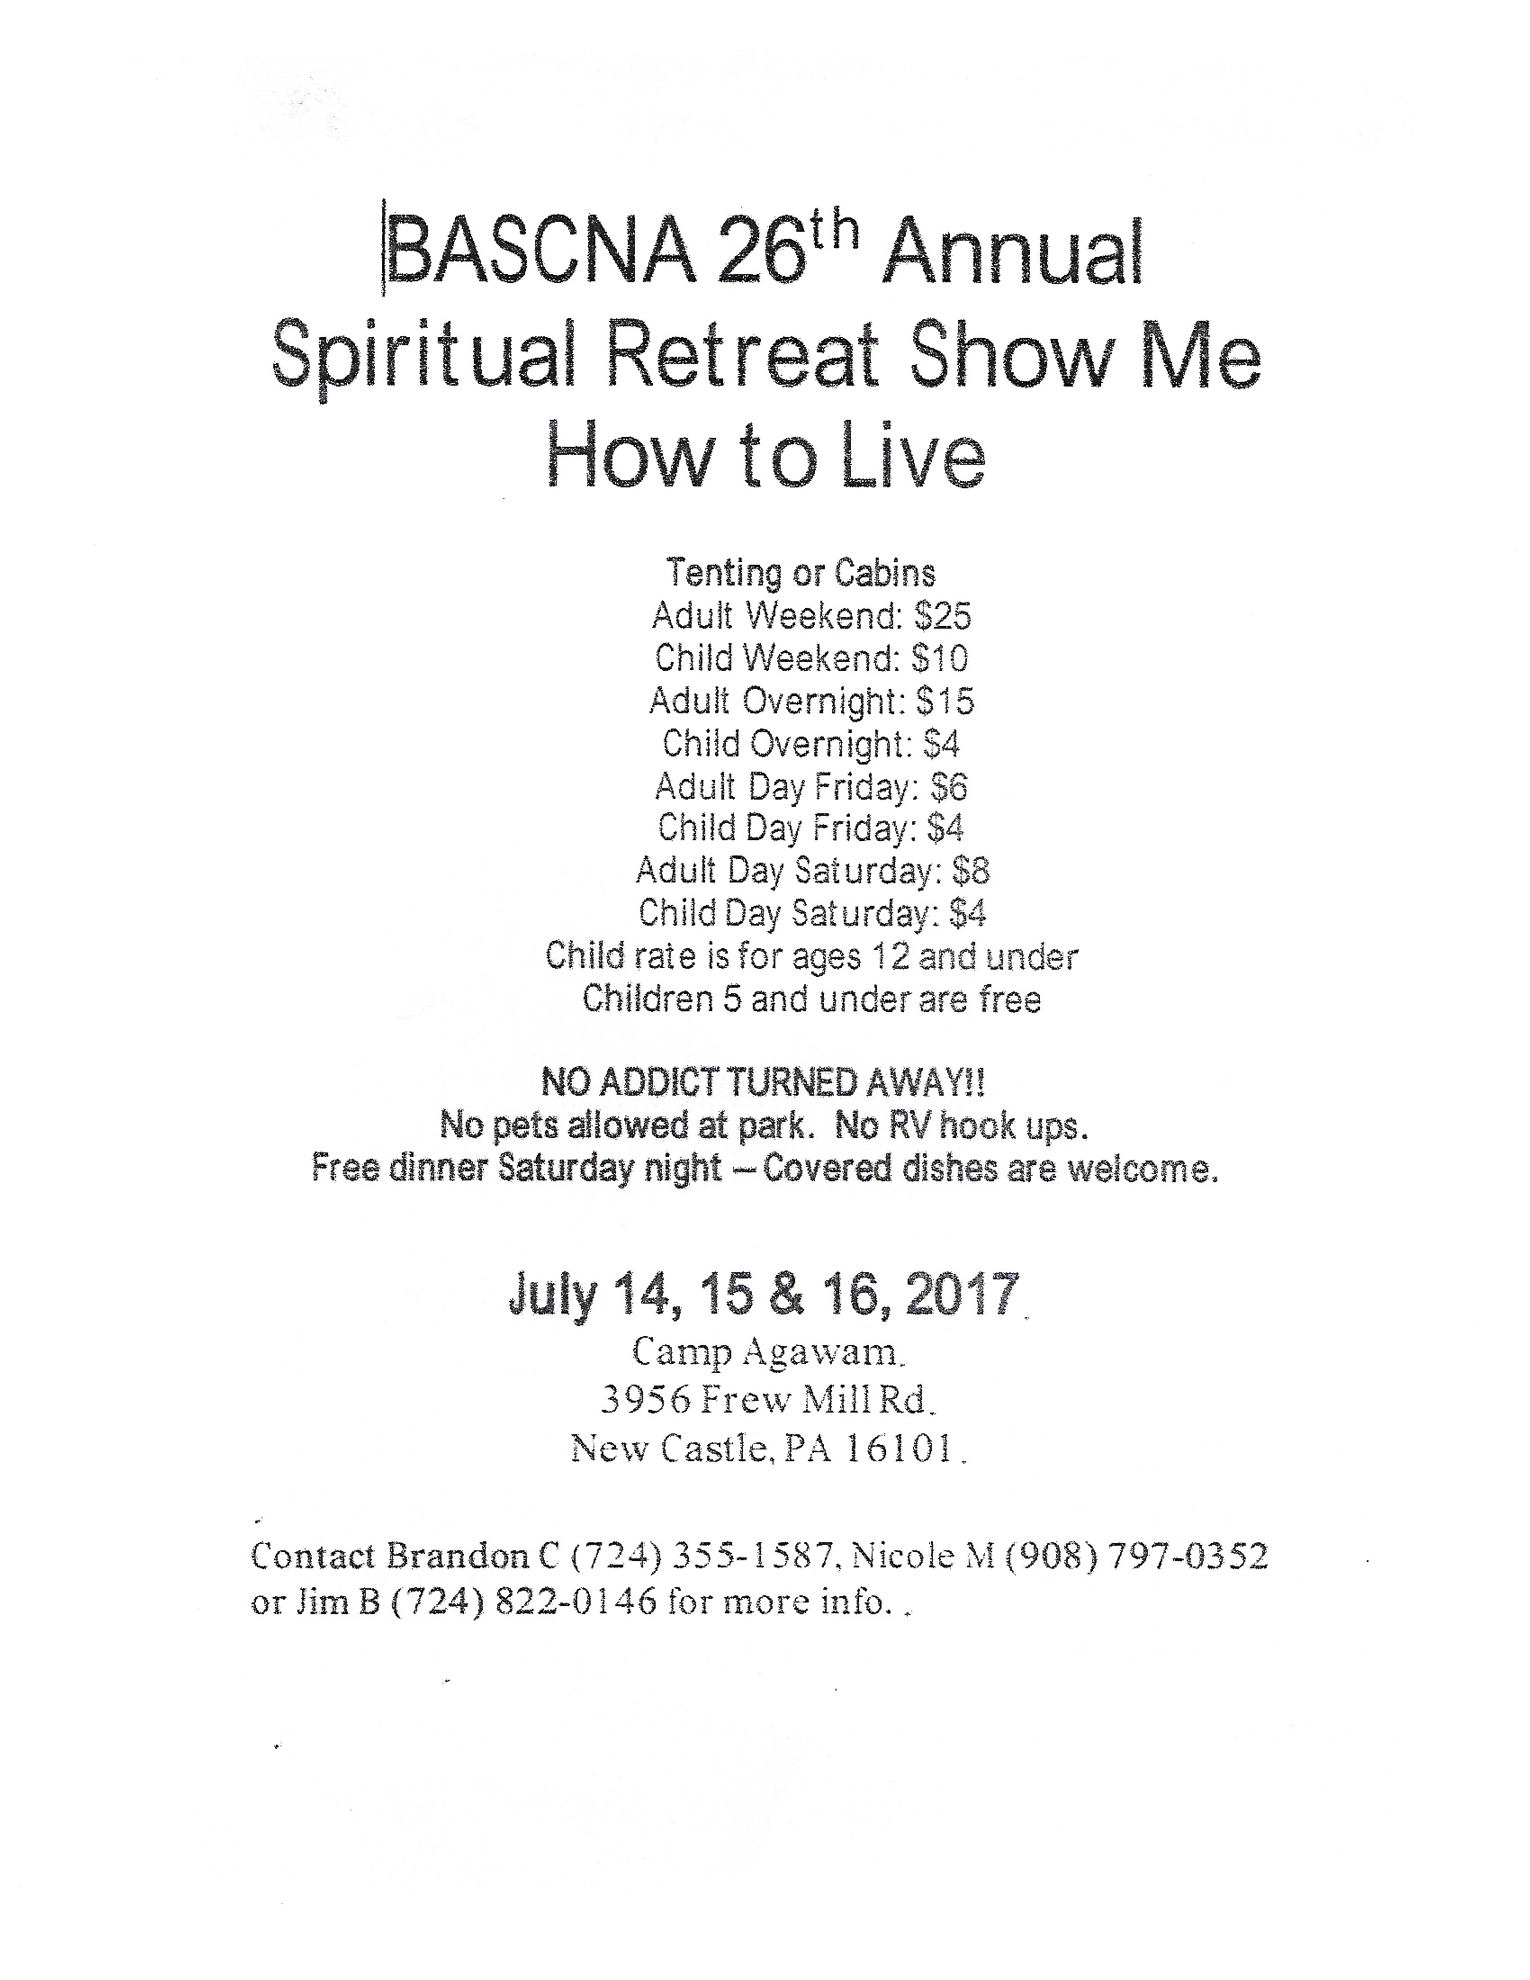 BASCNA 26th Annual
Spiritual Retreat Show Me
How to Live
Tenting or Cabins
Adult Weekend: $25
Child Weekend: $10
Adult Overnight: $15
Child Overnight: $4
Adult Day Friday: $6
Child Day Friday: $4
Adult Day Saturday: $8
Child Day Saturday: $4
Child rate is for ages 12 and under
Children 5 and under are free
NO ADDICT TURNED AWAY!!
No pets allowed at park. No RV hook ups.
Free dinner Saturday night – Covered dishes are welcome.
July 14, 15 & 16, 2017
Camp Agawam
3956 Frew Mill Rd.
New Castle, PA 16101
Contact Brandon C (724) 355-1587, Nicole M (908) 797-0352
or Jim B (724) 822-0146 for more info.